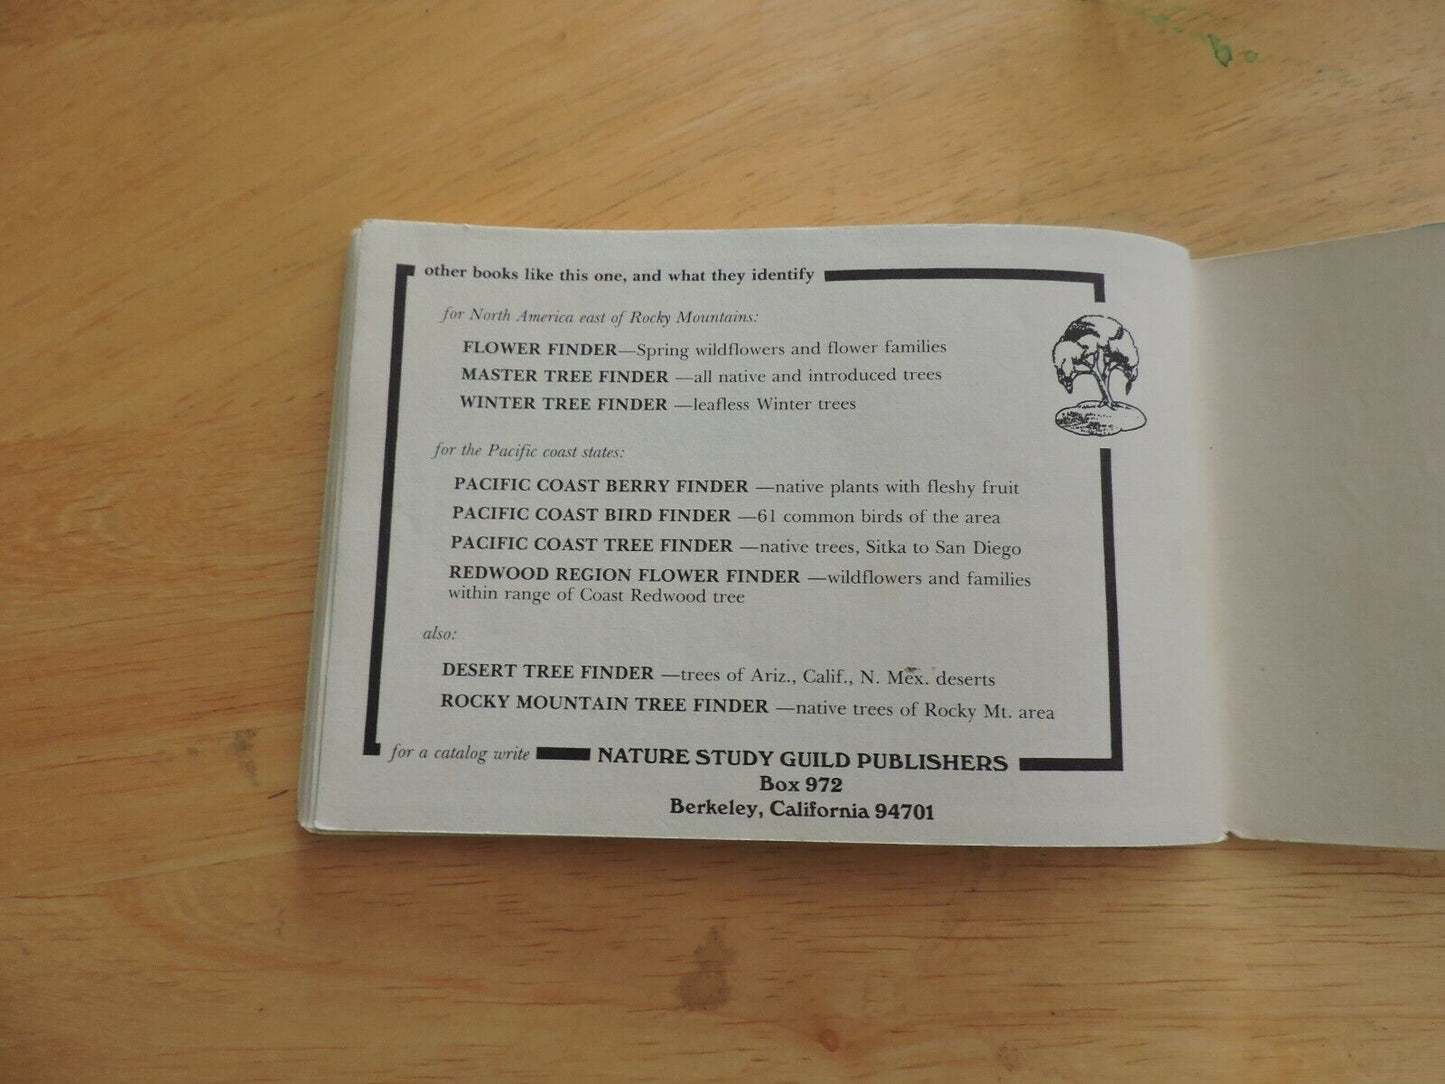 other books like this one, and what they identify
for North America east of Rocky Mountains:
FLOWER FINDER—Spring wildflowers and flower families
MASTER TREE FINDER —all native and introduced trees
WINTER TREE FINDER —leafless Winter trees
for the Pacific coast states:
PACIFIC COAST BERRY FINDER —native plants with fleshy fruit
PACIFIC COAST BIRD FINDER —61 common birds of the area
PACIFIC COAST TREE FINDER —native trees, Sitka to San Diego
REDWOOD REGION FLOWER FINDER —wildflowers and families
within range of Coast Redwood tree
also:
DESERT TREE FINDER —trees of Ariz., Calif., N. Mex. deserts
ROCKY MOUNTAIN TREE FINDER —native trees of Rocky Mt. area
for a catalog write NATURE STUDY GUILD PUBLISHERS
Box 972
Berkeley, California 94701